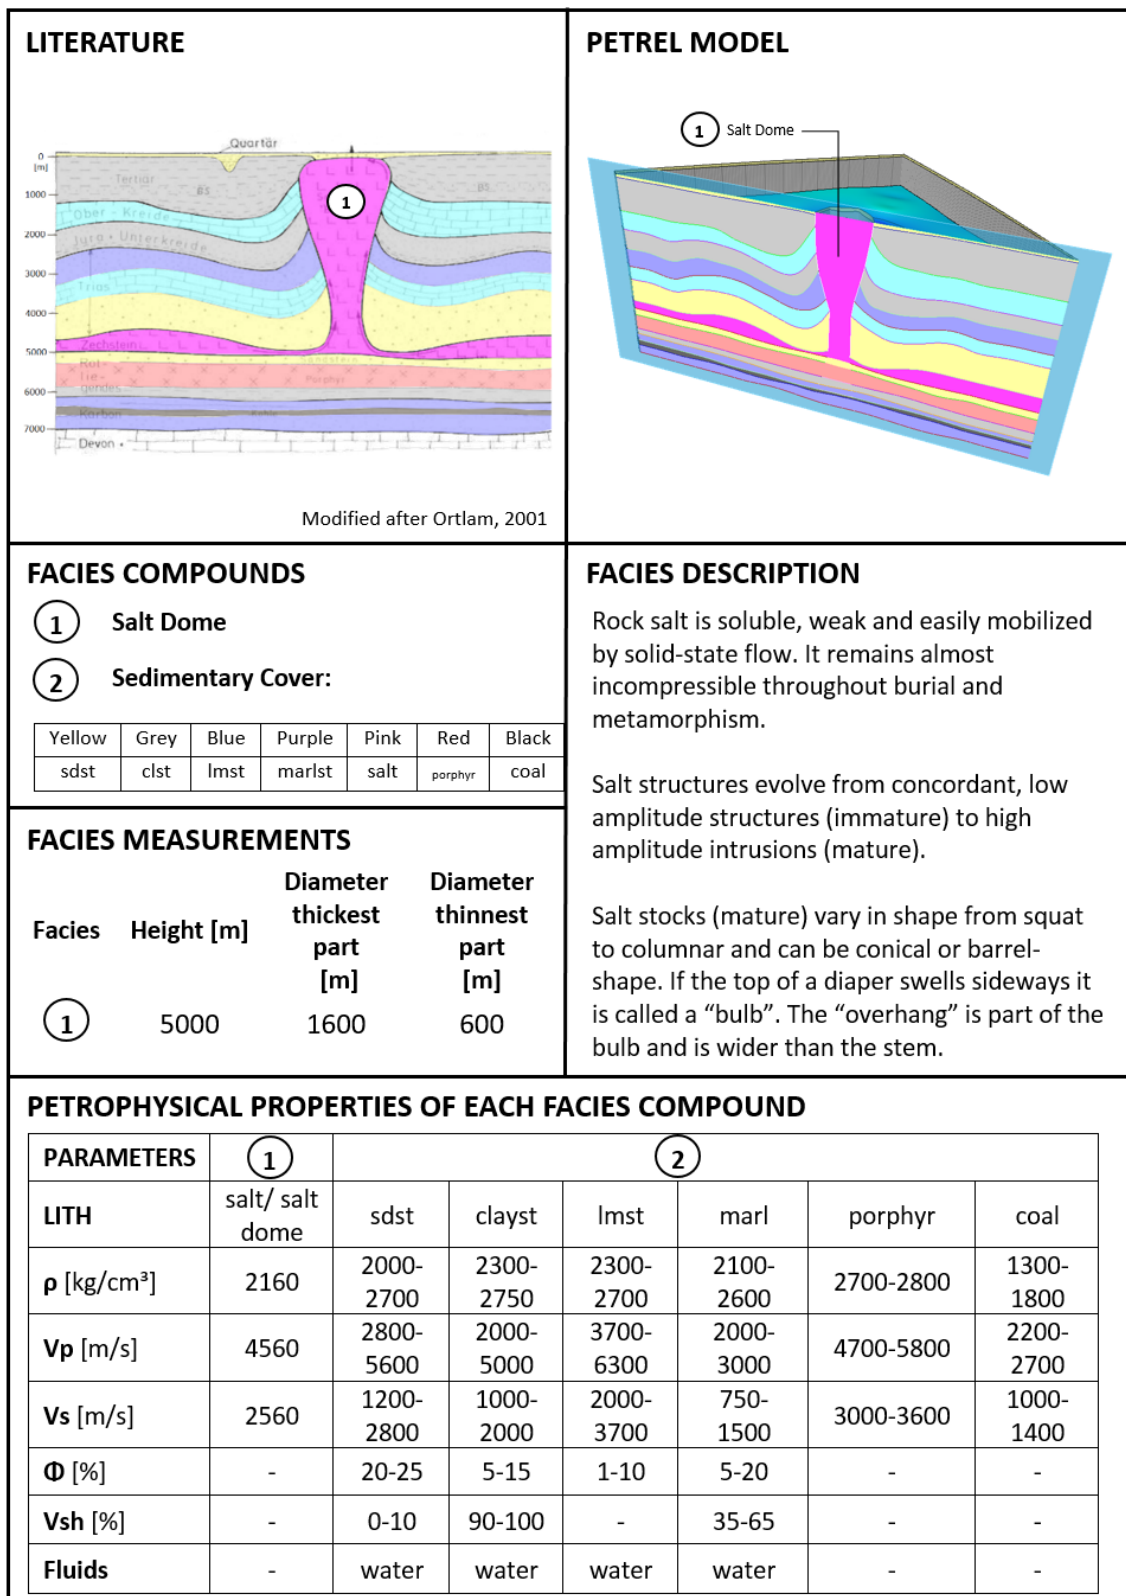 LITERATURE
Quartär
0
[m]
Tertiär
BS
BS
1000
Ober - Kreide
2000
Jura + Unterkreide
3000
Trias
4000
Zechstein
5000
Sandstein
Rot-
lie-
gendes
Porphyr
6000
Karbon
Kohle
7000
Devon
1
Modified after Ortlam, 2001
PETREL MODEL
1 Salt Dome
FACIES COMPOUNDS
1 Salt Dome
2 Sedimentary Cover:
Yellow Grey Blue Purple Pink Red Black
sdst clst lmst marlst salt porphyr coal
FACIES MEASUREMENTS
Facies Height [m] Diameter thickest part [m] Diameter thinnest part [m]
1 5000 1600 600
FACIES DESCRIPTION
Rock salt is soluble, weak and easily mobilized
by solid-state flow. It remains almost
incompressible throughout burial and
metamorphism.
Salt structures evolve from concordant, low
amplitude structures (immature) to high
amplitude intrusions (mature).
Salt stocks (mature) vary in shape from squat
to columnar and can be conical or barrel-
shape. If the top of a diaper swells sideways it
is called a “bulb”. The “overhang” is part of the
bulb and is wider than the stem.
PETROPHYSICAL PROPERTIES OF EACH FACIES COMPOUND
PARAMETERS 1 2
LITH salt/ salt dome sdst clayst lmst marl porphyr coal
ρ [kg/cm³] 2160 2000-2700 2300-2750 2300-2700 2100-2600 2700-2800 1300-1800
Vp [m/s] 4560 2800-5600 2000-5000 3700-6300 2000-3000 4700-5800 2200-2700
Vs [m/s] 2560 1200-2800 1000-2000 2000-3700 750-1500 3000-3600 1000-1400
Φ [%] - 20-25 5-15 1-10 5-20 - -
Vsh [%] - 0-10 90-100 - 35-65 - -
Fluids - water water water water - -